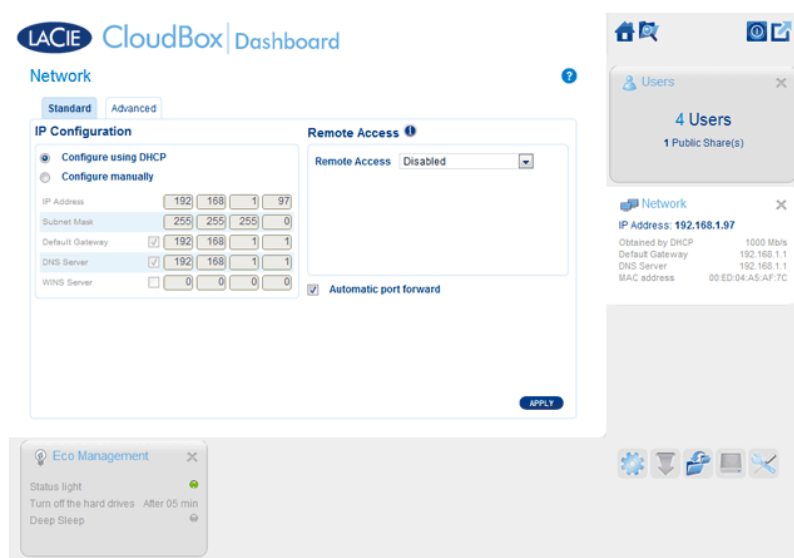 LACIE CloudBox Dashboard
Network
?
Standard Advanced
IP Configuration
Configure using DHCP
Configure manually
IP Address 192 168 1 97
Subnet Mask 255 255 255 0
Default Gateway 192 168 1 1
DNS Server 192 168 1 1
WINS Server 0 0 0 0
Remote Access
Remote Access Disabled
Automatic port forward
APPLY
Users
4 Users
1 Public Share(s)
Network
IP Address: 192.168.1.97
Obtained by DHCP 1000 Mb/s
Default Gateway 192.168.1.1
DNS Server 192.168.1.1
MAC address 00:ED:04:A5:AF:7C
Eco Management
Status light
Turn off the hard drives After 05 min
Deep Sleep